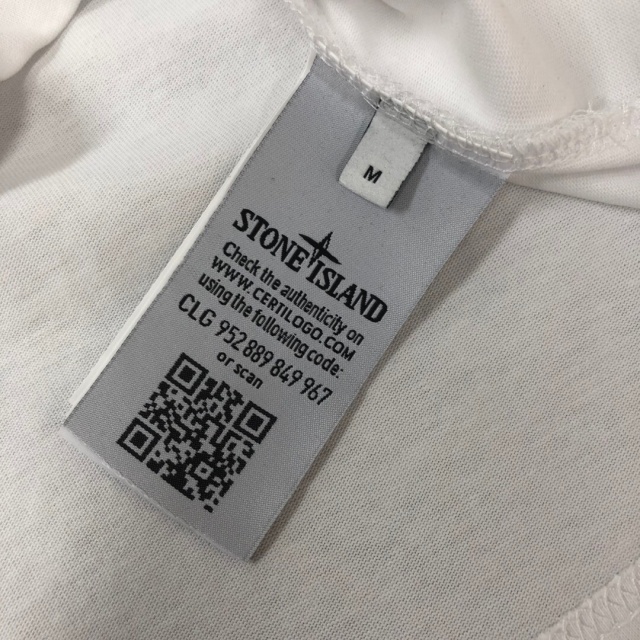 M
STONE ISLAND
Check the authenticity on
WWW.CERTILOGO.COM
using the following code:
CLG 952 889 849 967
or scan